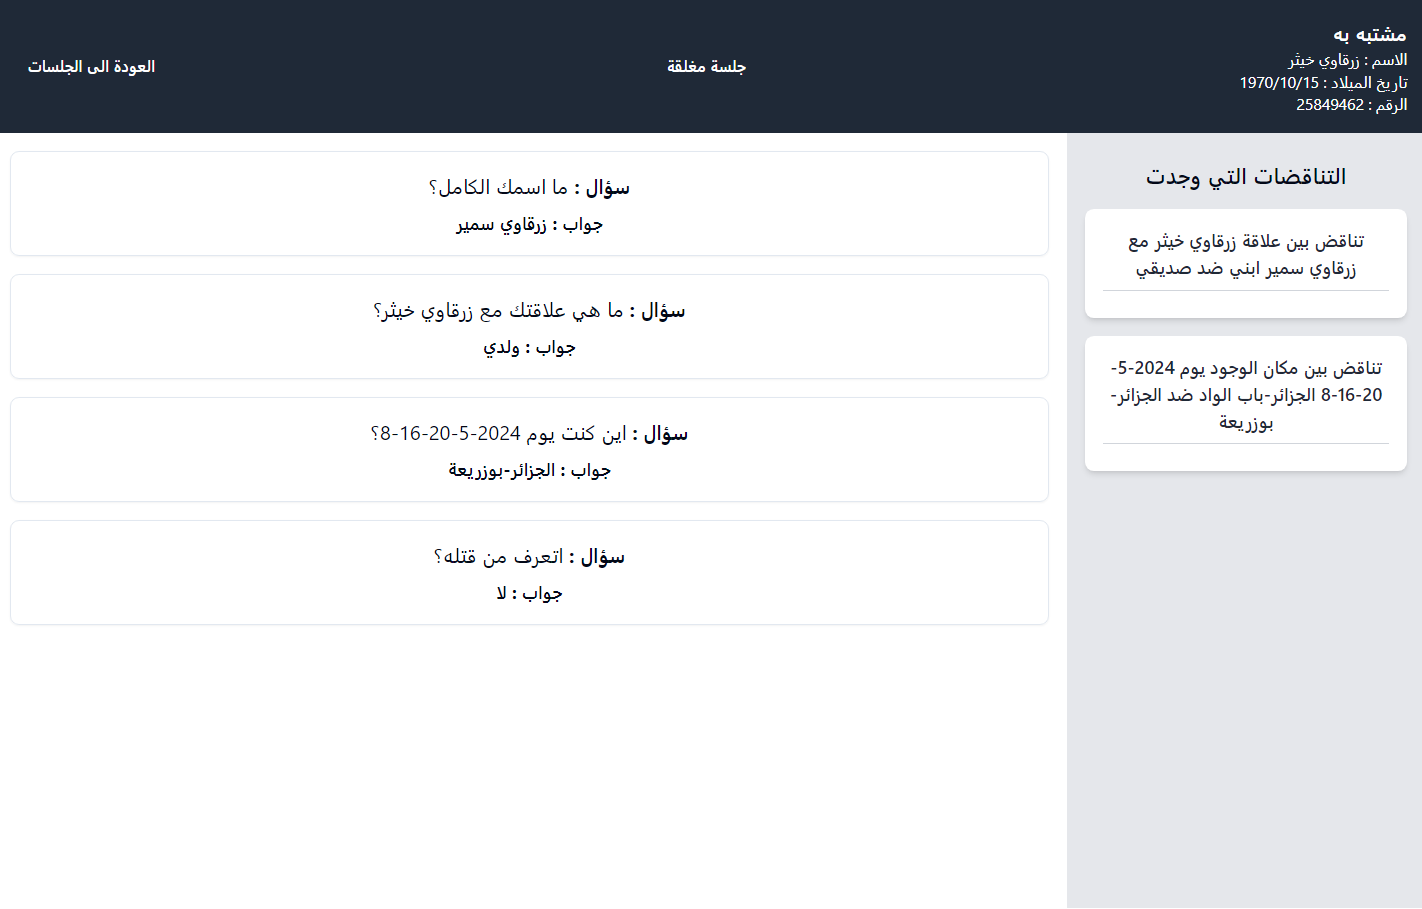 مشتبه به
الاسم : زرقاوي خيثر
تاريخ الميلاد : 1970/10/15
الرقم : 25849462
جلسة مغلقة
العودة الى الجلسات
التناقضات التي وجدت
تناقض بين علاقة زرقاوي خيثر مع
زرقاوي سمير ابني ضد صديقي
تناقض بين مكان الوجود يوم 2024-5-
20-16-8 الجزائر-باب الواد ضد الجزائر-
بوزريعة
سؤال : ما اسمك الكامل؟
جواب : زرقاوي سمير
سؤال : ما هي علاقتك مع زرقاوي خيثر؟
جواب : ولدي
سؤال : اين كنت يوم 2024-5-20-16-8؟
جواب : الجزائر-بوزريعة
سؤال : اتعرف من قتله؟
جواب : لا